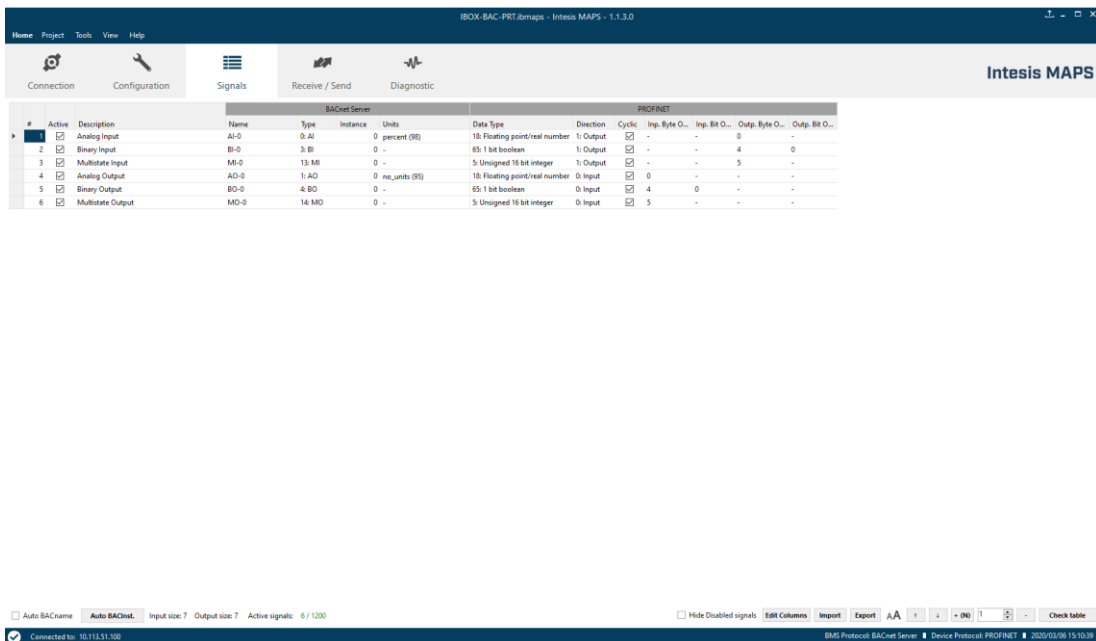 IBOX-BAC-PRT.ibmaps - Intesis MAPS - 1.1.3.0
Home Project Tools View Help
Connection Configuration Signals Receive / Send Diagnostic
Intesis MAPS
BACnet Server PROFINET
# Active Description Name Type Instance Units Data Type Direction Cyclic Inp. Byte O... Inp. Bit O... Outp. Byte O... Outp. Bit O...
1 Analog Input AI-0 0: AI 0 percent (98) 18: Floating point/real number 1: Output - - 0 -
2 Binary Input BI-0 3: BI 0 - 65: 1 bit boolean 1: Output - - 4 0
3 Multistate Input MI-0 13: MI 0 - 5: Unsigned 16 bit integer 1: Output - - 5 -
4 Analog Output AO-0 1: AO 0 no_units (95) 18: Floating point/real number 0: Input 0 - - -
5 Binary Output BO-0 4: BO 0 - 65: 1 bit boolean 0: Input 4 0 - -
6 Multistate Output MO-0 14: MO 0 - 5: Unsigned 16 bit integer 0: Input 5 - - -
Auto BACname Auto BACInst. Input size: 7 Output size: 7 Active signals: 6 / 1200 Hide Disabled signals Edit Columns Import Export AA ↑ ↓ + (N) 1 - Check table
Connected to: 10.113.51.100 BMS Protocol: BACnet Server Device Protocol: PROFINET 2020/03/06 15:10:39